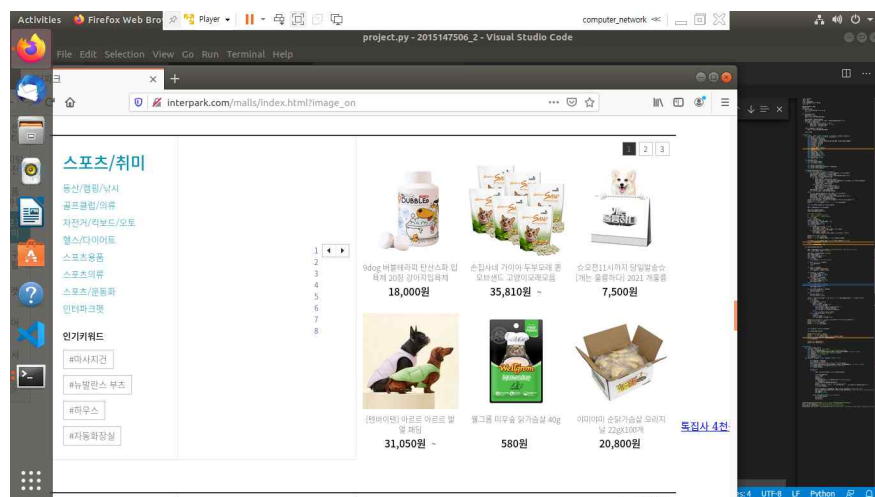 Activities
Firefox Web Bro
Player
computer_network
project.py - 2015147506_2 - Visual Studio Code
File Edit Selection View Go Run Terminal Help
interpark.com/malls/index.html?image_on
스포츠/취미
등산/캠핑/낚시
골프클럽/의류
자전거/킥보드/오토
헬스/다이어트
스포츠용품
스포츠의류
스포츠/운동화
인터파크펫
인기키워드
#마사지건
#뉴발란스 부츠
#하우스
#자동화장실
1
2
3
4
5
6
7
8
1 2 3
9dog 버블테라피 탄산스파 입
욕제 20정 강아지입욕제
18,000원
손집사네 가이아 두부모래 퀸
오브샌드 고양이모래모음
35,810원 ~
☆오전11시까지 당일발송☆
[개는 훌륭하다] 2021 개훌륭
7,500원
[텐바이텐] 아르르 아르르 발
열 패딩
31,050원 ~
웰그롬 미우숲 닭가슴살 40g
580원
이미야미 순닭가슴살 오리지
널 22gX100개
20,800원
독집사 4천
UTF-8 LF Python